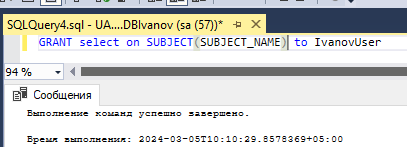 SQLQuery4.sql - UA....DBIvanov (sa (57))*
GRANT select on SUBJECT(SUBJECT_NAME) to IvanovUser
94 %
Сообщения
Выполнение команд успешно завершено.
Время выполнения: 2024-03-05T10:10:29.8578369+05:00